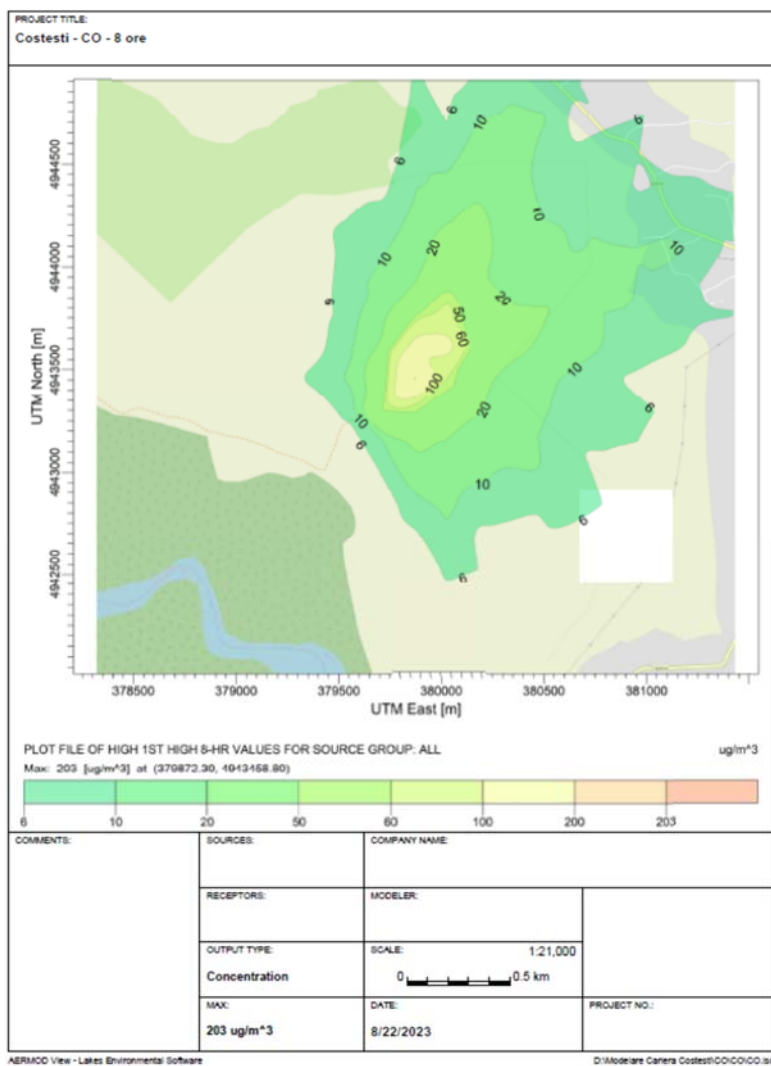 PROJECT TITLE:
Costesti - CO - 8 ore
6
6
10
6
10
10
20
10
6
20
50
60
10
100
20
10
6
6
10
6
6
UTM North [m]
4942500
4943000
4943500
4944000
4944500
378500 379000 379500 380000 380500 381000
UTM East [m]
PLOT FILE OF HIGH 1ST HIGH 8-HR VALUES FOR SOURCE GROUP: ALL ug/m^3
Max: 203 [ug/m^3] at (379872.30, 4943458.80)
6 10 20 50 60 100 200 203
COMMENTS:
SOURCES:
COMPANY NAME:
RECEPTORS:
MODELER:
OUTPUT TYPE:
Concentration
SCALE: 1:21,000
0 0.5 km
MAX:
203 ug/m^3
DATE:
8/22/2023
PROJECT NO.:
AERMOD View - Lakes Environmental Software
D:\Modelare Cariera Costesti\CO\CO\CO.isc